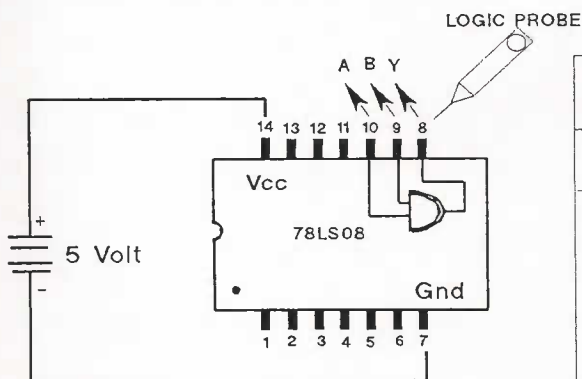 LOGIC PROBE
A B Y
14 13 12 11 10 9 8
Vcc
78LS08
+
5 Volt
-
Gnd
1 2 3 4 5 6 7